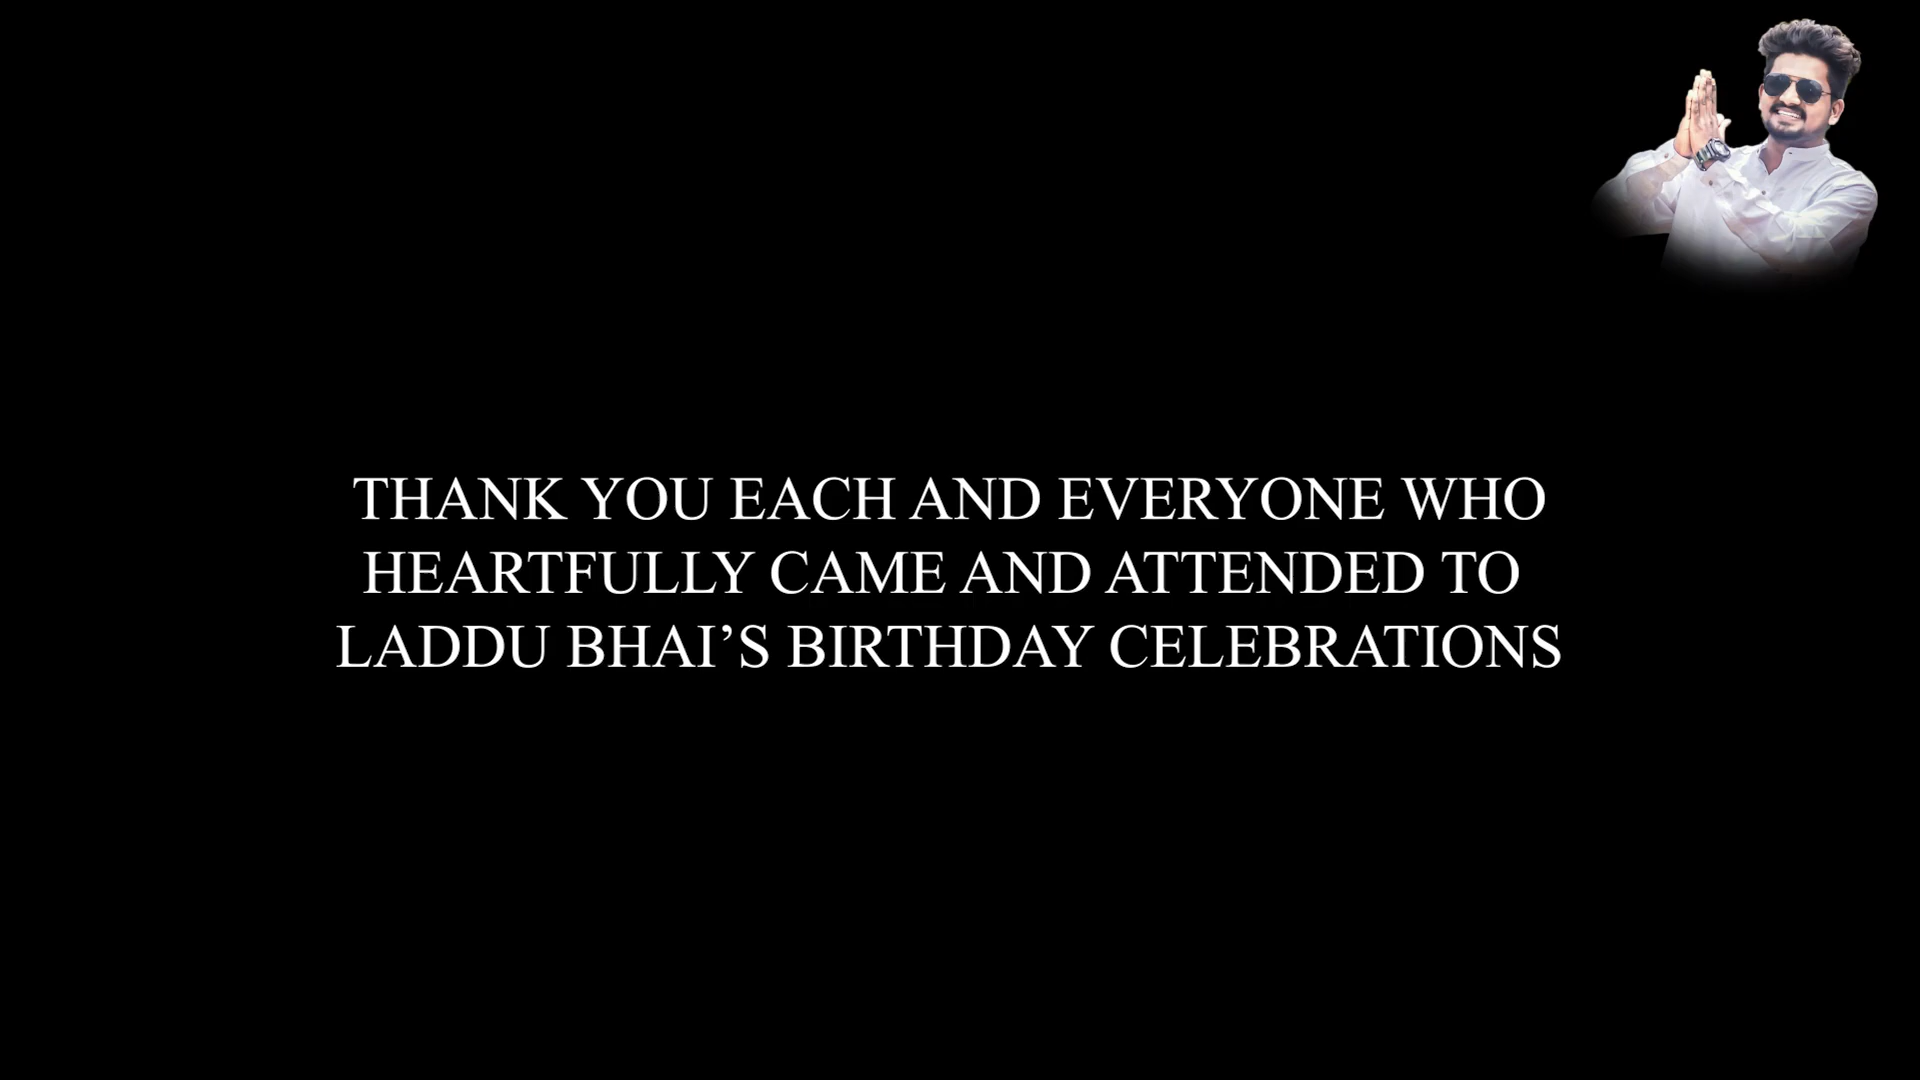 THANK YOU EACH AND EVERYONE WHO
HEARTFULLY CAME AND ATTENDED TO
LADDU BHAI’S BIRTHDAY CELEBRATIONS